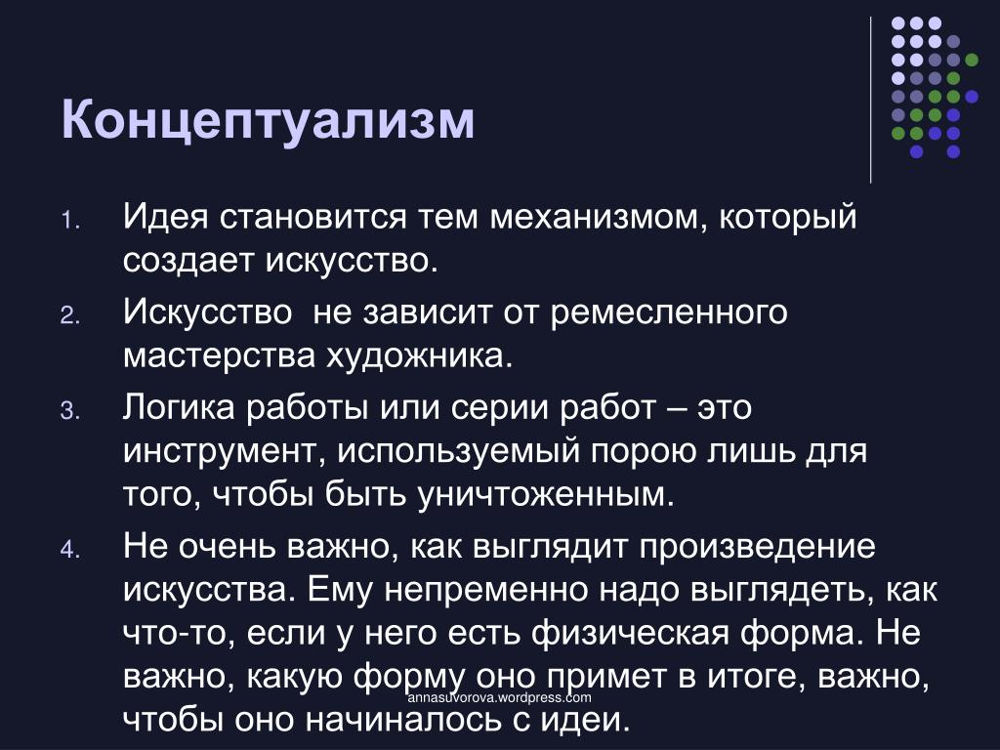 Концептуализм
1. Идея становится тем механизмом, который
создает искусство.
2. Искусство  не зависит от ремесленного
мастерства художника.
3. Логика работы или серии работ – это
инструмент, используемый порою лишь для
того, чтобы быть уничтоженным.
4. Не очень важно, как выглядит произведение
искусства. Ему непременно надо выглядеть, как
что-то, если у него есть физическая форма. Не
важно, какую форму оно примет в итоге, важно,
чтобы оно начиналось с идеи.
annasuvorova.wordpress.com